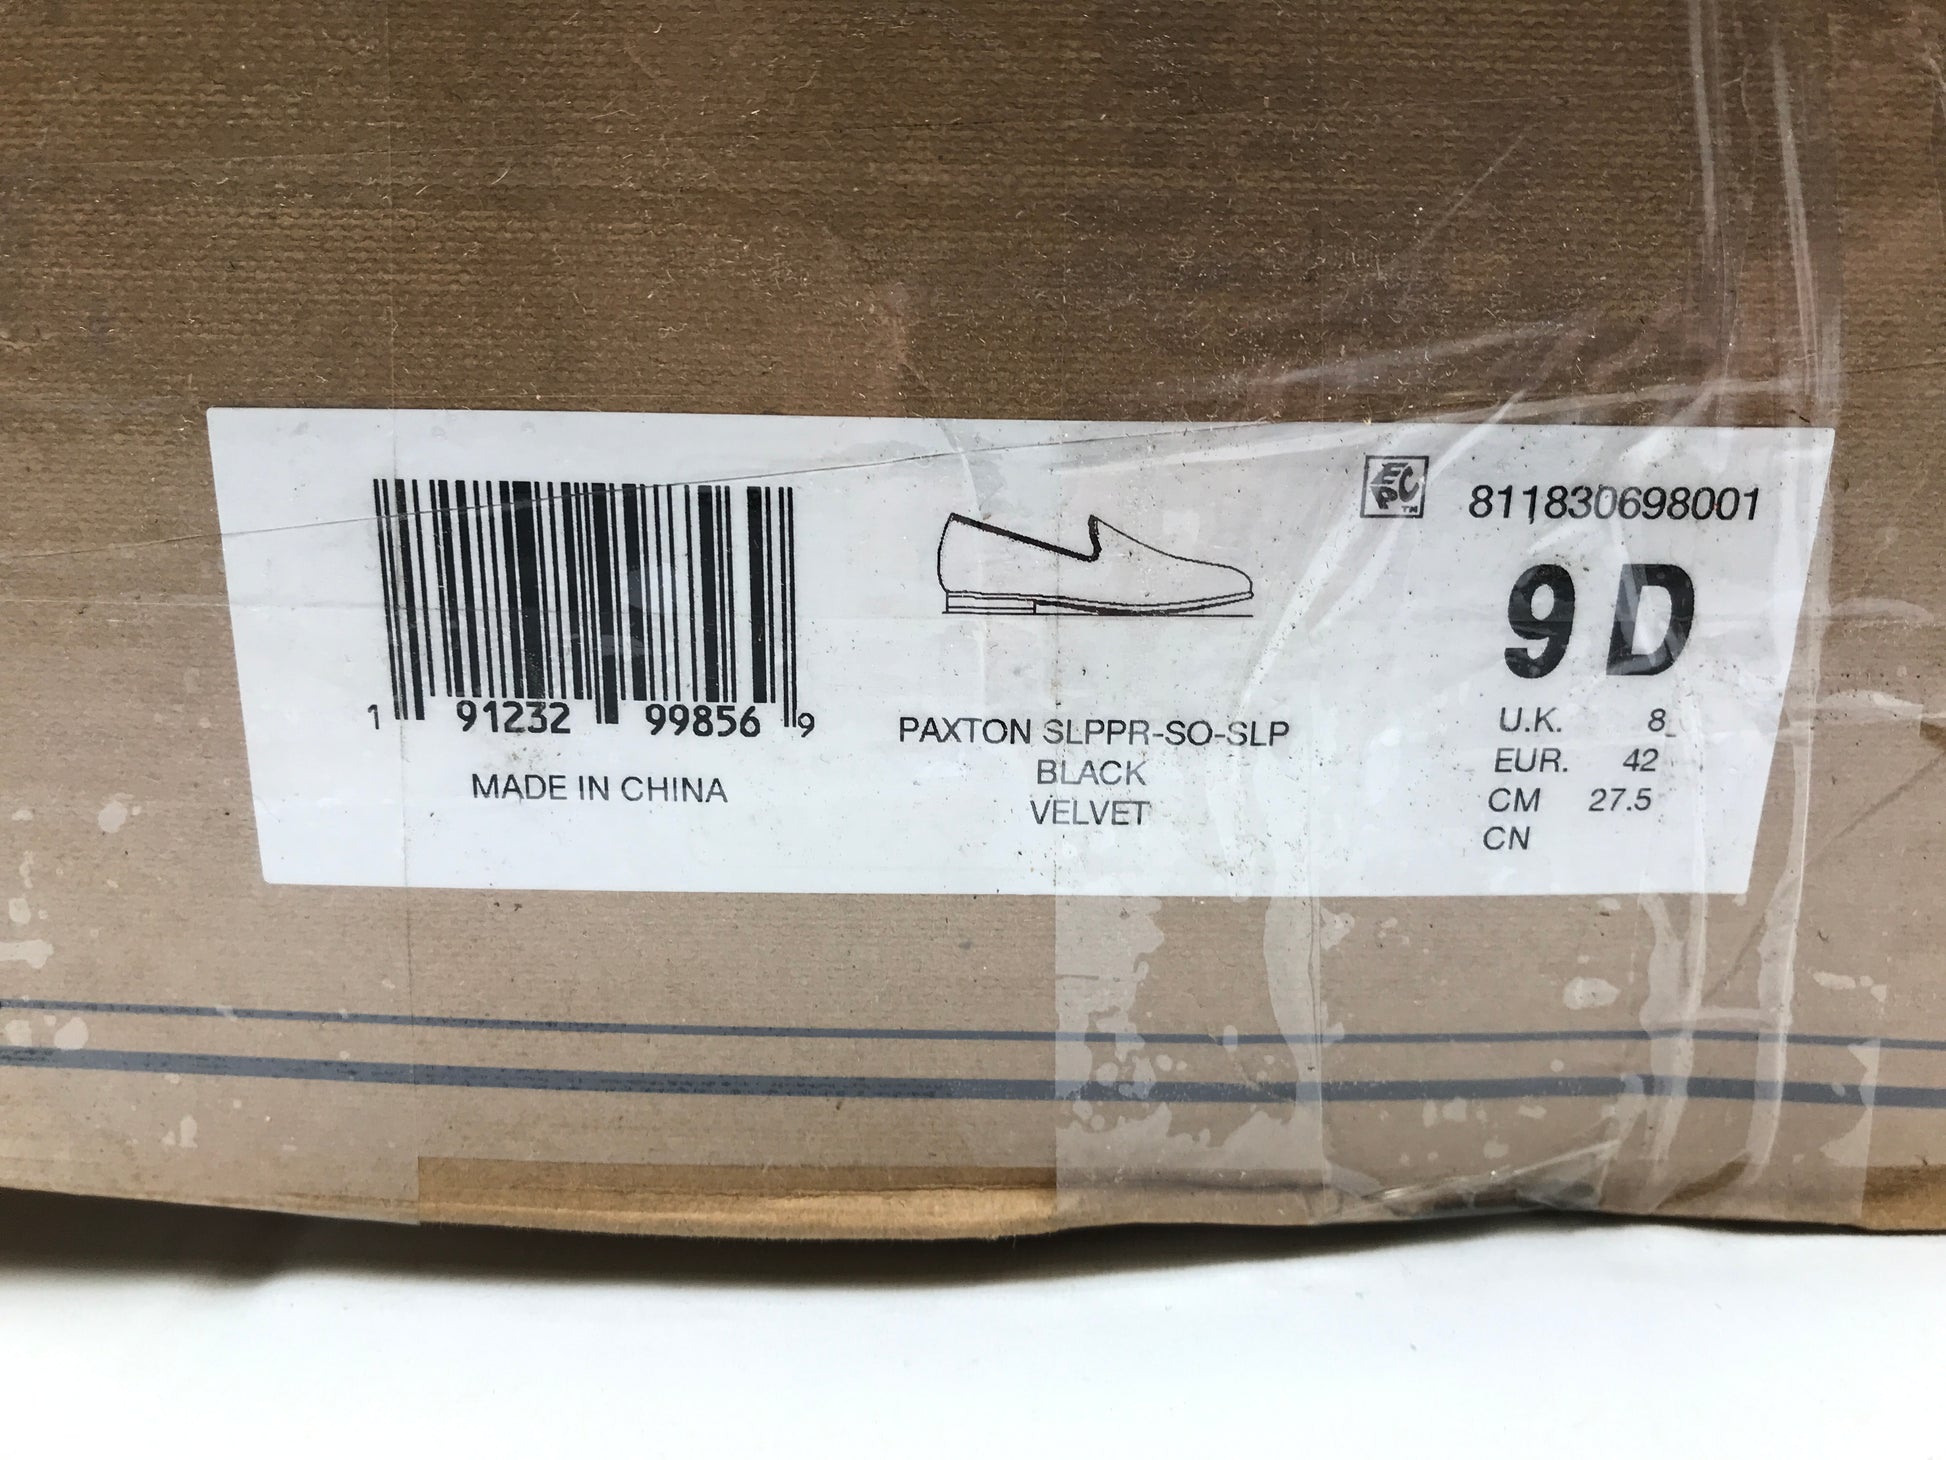 1 91232 99856 9
MADE IN CHINA
PAXTON SLPPR-SO-SLP
BLACK
VELVET
ECP™
811830698001
9 D
U.K. 8
EUR. 42
CM 27.5
CN